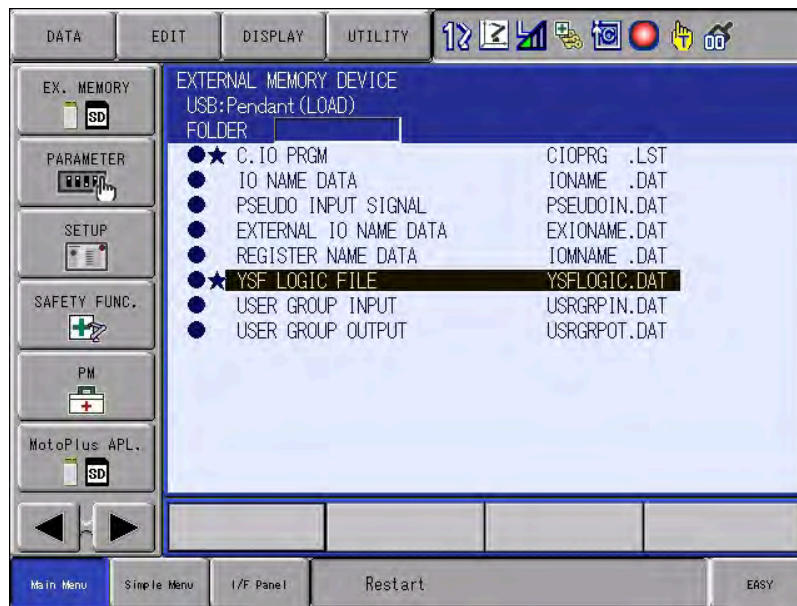 DATA EDIT DISPLAY UTILITY
EX. MEMORY
SD
PARAMETER
SETUP
SAFETY FUNC.
PM
MotoPlus APL.
SD
EXTERNAL MEMORY DEVICE
USB:Pendant(LOAD)
FOLDER
C.IO PRGM CIOPRG .LST
IO NAME DATA IONAME .DAT
PSEUDO INPUT SIGNAL PSEUDOIN.DAT
EXTERNAL IO NAME DATA EXIONAME.DAT
REGISTER NAME DATA IOMNAME .DAT
YSF LOGIC FILE YSFLOGIC.DAT
USER GROUP INPUT USRGRPIN.DAT
USER GROUP OUTPUT USRGRPOT.DAT
Main Menu Simple Menu I/F Panel Restart EASY